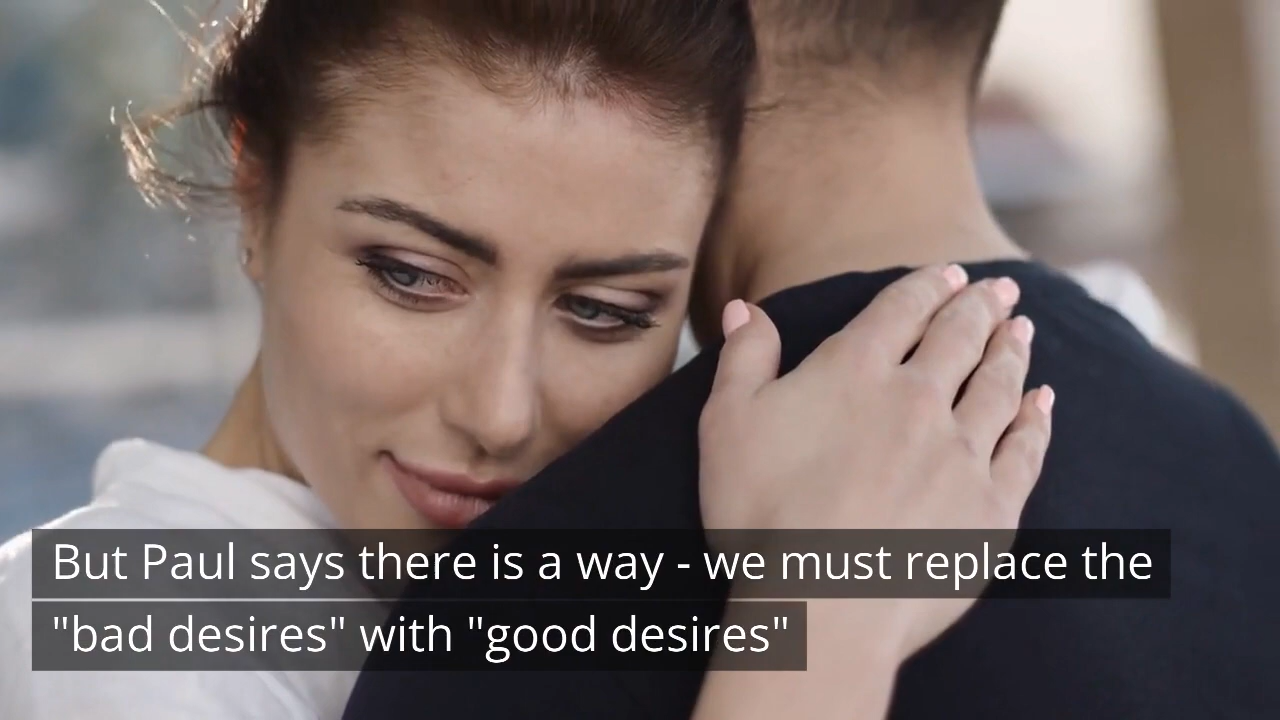 But Paul says there is a way - we must replace the
"bad desires" with "good desires"